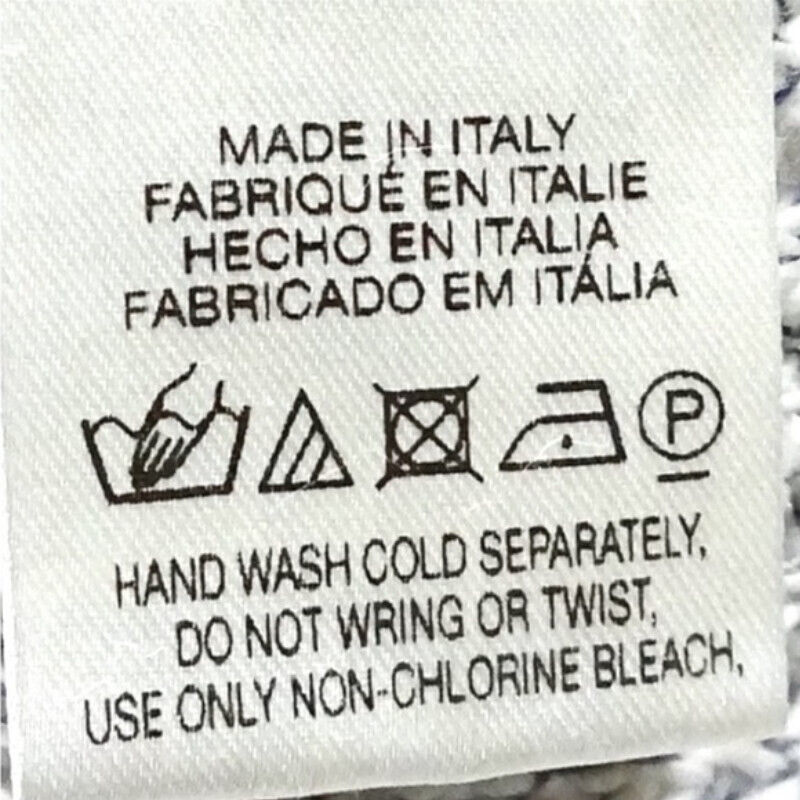 MADE IN ITALY
FABRIQUÉ EN ITALIE
HECHO EN ITALIA
FABRICADO EM ITÁLIA
P
HAND WASH COLD SEPARATELY,
DO NOT WRING OR TWIST,
USE ONLY NON-CHLORINE BLEACH,